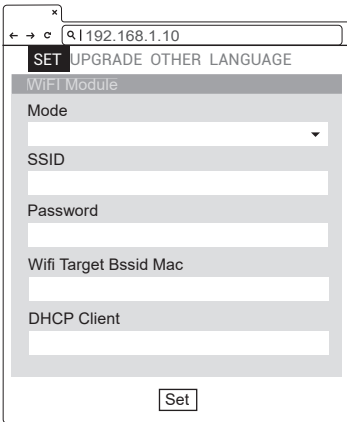 192.168.1.10
SET UPGRADE OTHER LANGUAGE
WiFI Module
Mode
SSID
Password
Wifi Target Bssid Mac
DHCP Client
Set